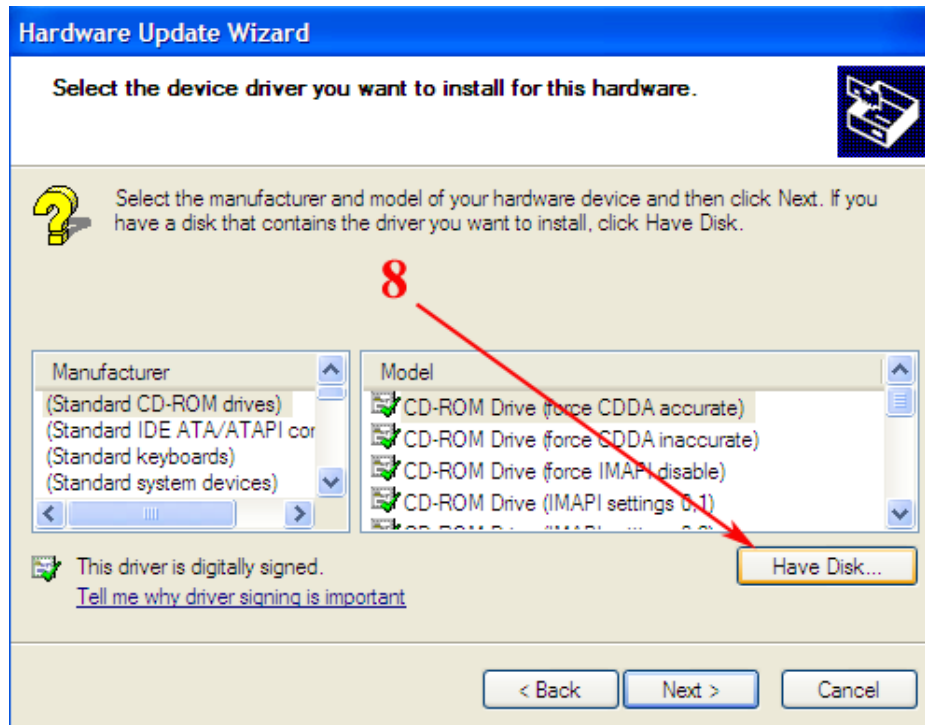 Hardware Update Wizard
Select the device driver you want to install for this hardware.
Select the manufacturer and model of your hardware device and then click Next. If you
have a disk that contains the driver you want to install, click Have Disk.
8
Manufacturer
(Standard CD-ROM drives)
(Standard IDE ATA/ATAPI cor
(Standard keyboards)
(Standard system devices)
Model
CD-ROM Drive (force CDDA accurate)
CD-ROM Drive (force CDDA inaccurate)
CD-ROM Drive (force IMAPI disable)
CD-ROM Drive (IMAPI settings 0,1)
This driver is digitally signed.
Tell me why driver signing is important
Have Disk...
< Back Next > Cancel